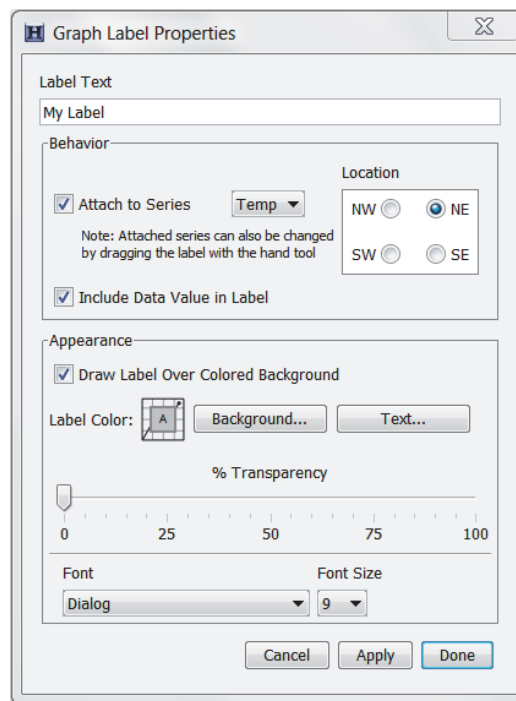 H Graph Label Properties
Label Text
My Label
Behavior
Location
Attach to Series Temp
NW NE
Note: Attached series can also be changed
by dragging the label with the hand tool
SW SE
Include Data Value in Label
Appearance
Draw Label Over Colored Background
Label Color: A Background... Text...
% Transparency
0 25 50 75 100
Font Font Size
Dialog 9
Cancel Apply Done